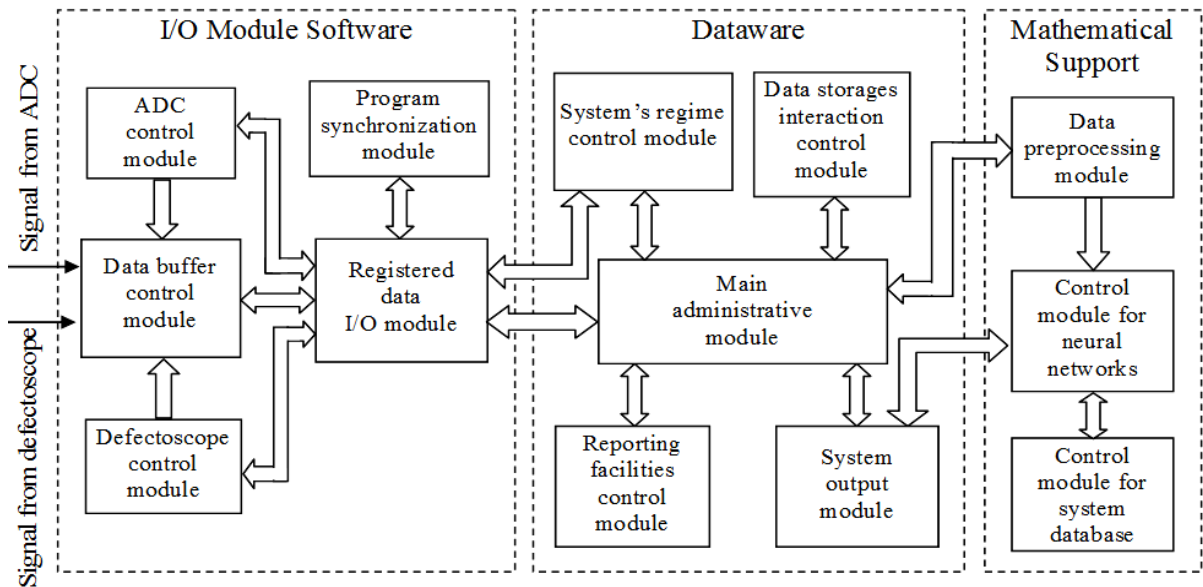 Signal from ADC
Signal from defectoscope
I/O Module Software
ADC
control
module
Program
synchronization
module
Data buffer
control
module
Registered
data
I/O module
Defectoscope
control
module
Dataware
System's regime
control module
Data storages
interaction
control
module
Main
administrative
module
Reporting
facilities
control
module
System
output
module
Mathematical
Support
Data
preprocessing
module
Control
module for
neural
networks
Control
module for
system
database